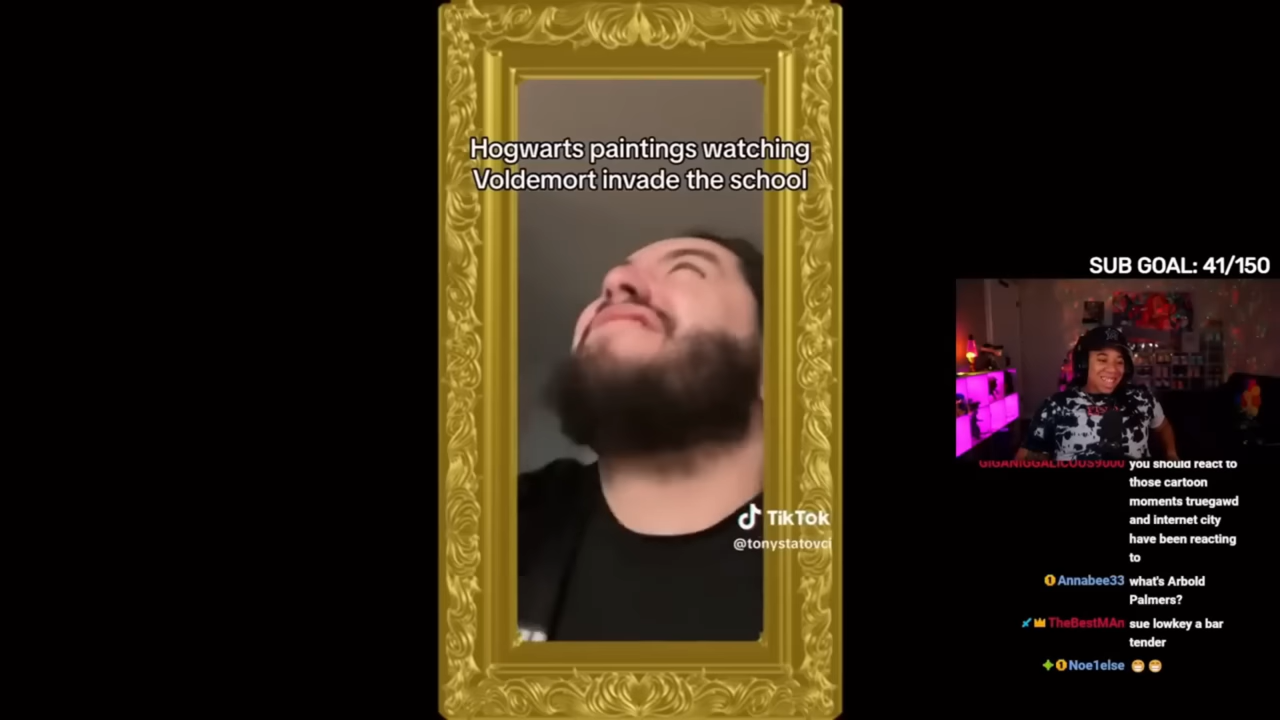 Hogwarts paintings watching
Voldemort invade the school
TikTok
@tonystatovci
SUB GOAL: 41/150
GIGANIGGALICOUS9000 you should react to
those cartoon
moments truegawd
and internet city
have been reacting
to
Annabee33 what's Arbold
Palmers?
TheBestMAn sue lowkey a bar
tender
Noe1else